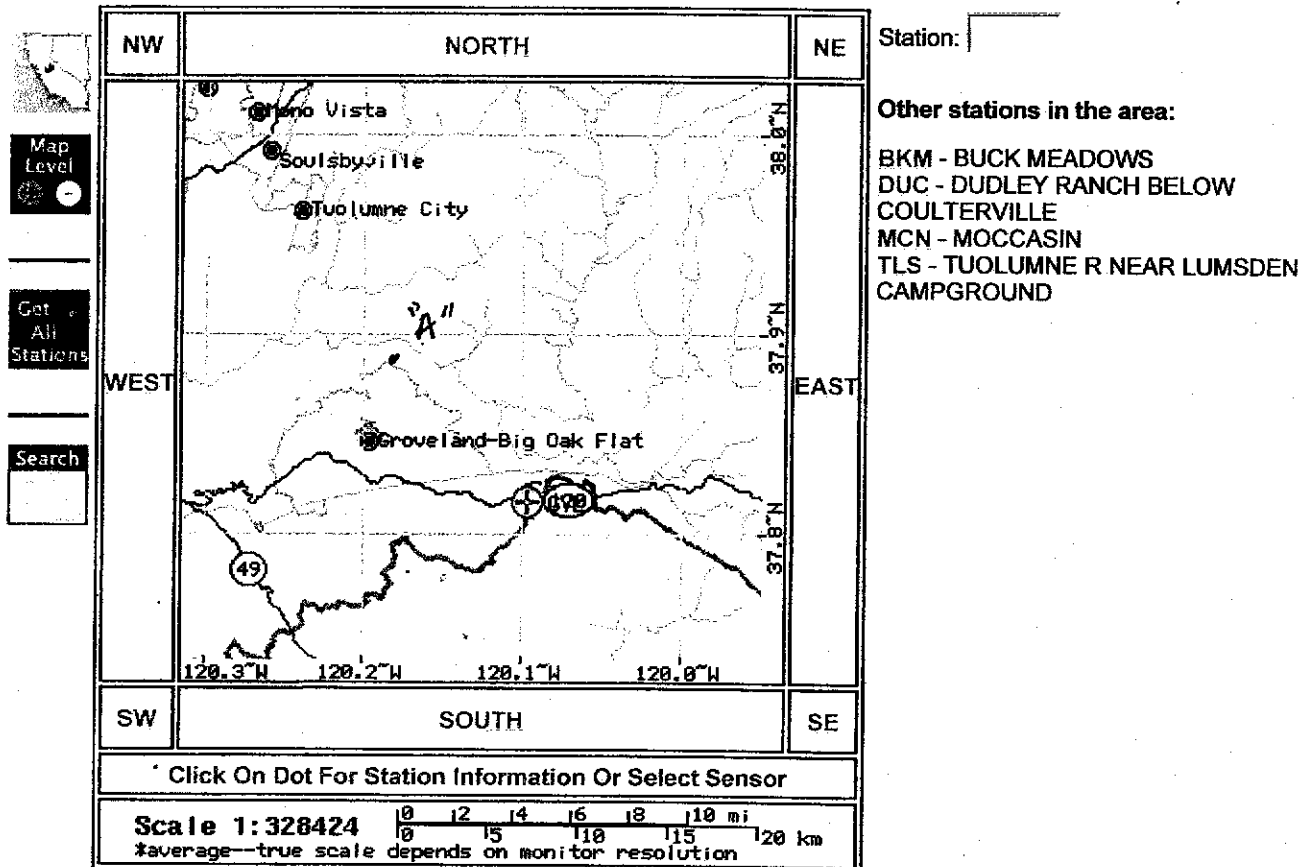 NW
NORTH
NE
Station:
Other stations in the area:
BKM - BUCK MEADOWS
DUC - DUDLEY RANCH BELOW
COULTERVILLE
MCN - MOCCASIN
TLS - TUOLUMNE R NEAR LUMSDEN
CAMPGROUND
Map
Level
Get
All
Stations
Search
WEST
EAST
Mono Vista
Soulsbyville
Tuolumne City
"A"
Groveland-Big Oak Flat
49
38.0~N
37.9~N
37.8~N
120.3~W 120.2~W 120.1~W 120.0~W
SW
SOUTH
SE
Click On Dot For Station Information Or Select Sensor
Scale 1:328424
0 2 4 6 8 10 mi
0 5 10 15 20 km
*average--true scale depends on monitor resolution